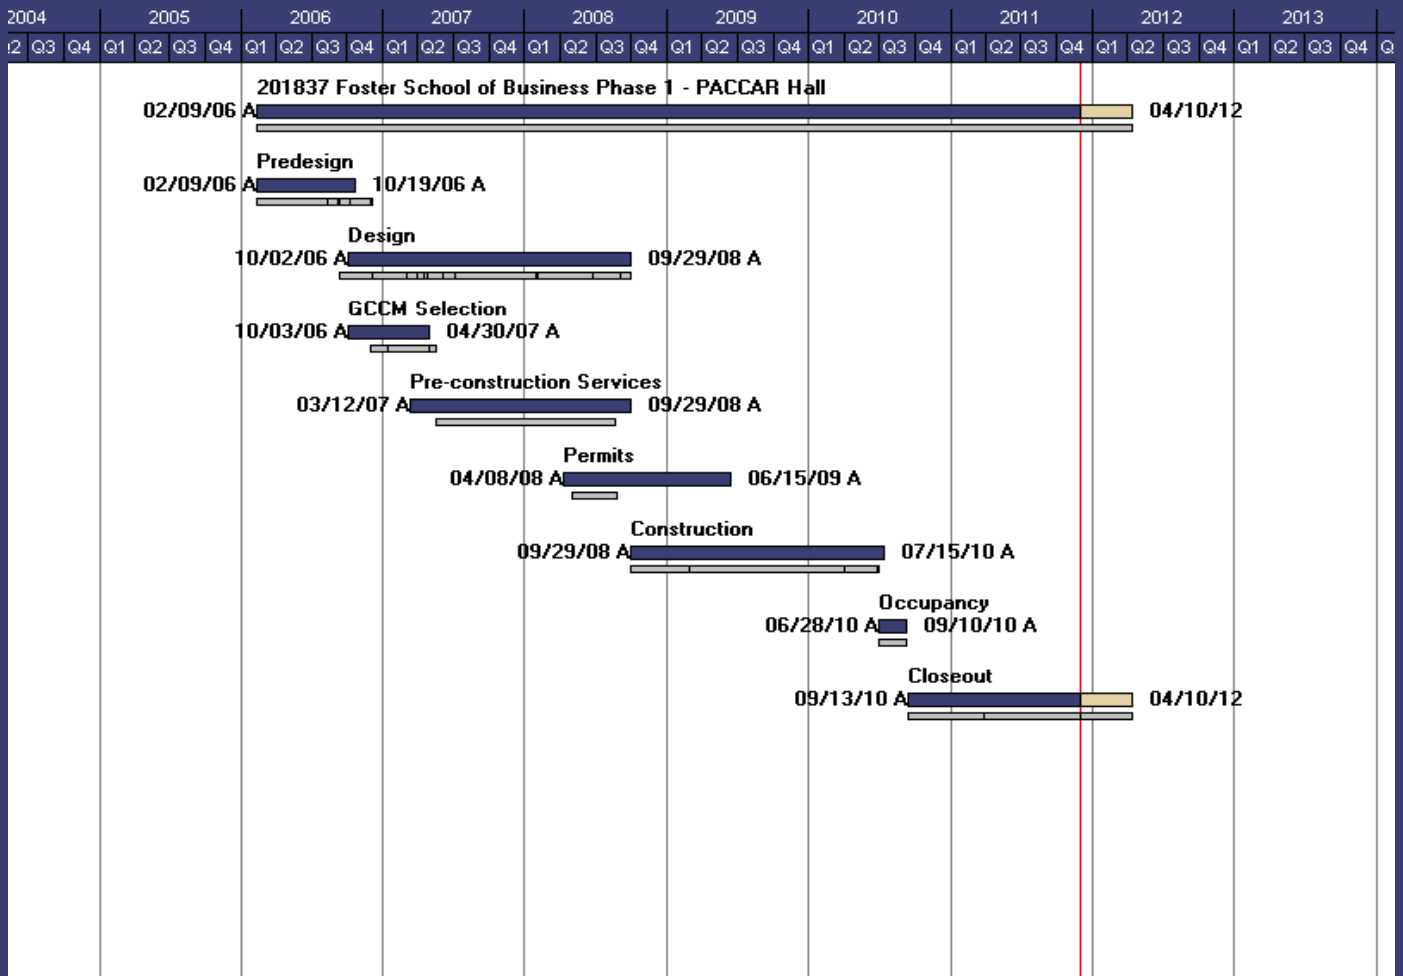 2004 2005 2006 2007 2008 2009 2010 2011 2012 2013
Q3 Q4 Q1 Q2 Q3 Q4 Q1 Q2 Q3 Q4 Q1 Q2 Q3 Q4 Q1 Q2 Q3 Q4 Q1 Q2 Q3 Q4 Q1 Q2 Q3 Q4 Q1 Q2 Q3 Q4 Q1 Q2 Q3 Q4 Q1 Q2 Q3 Q4
201837 Foster School of Business Phase 1 - PACCAR Hall
02/09/06 A 04/10/12
Predesign
02/09/06 A 10/19/06 A
Design
10/02/06 A 09/29/08 A
GCCM Selection
10/03/06 A 04/30/07 A
Pre-construction Services
03/12/07 A 09/29/08 A
Permits
04/08/08 A 06/15/09 A
Construction
09/29/08 A 07/15/10 A
Occupancy
06/28/10 A 09/10/10 A
Closeout
09/13/10 A 04/10/12